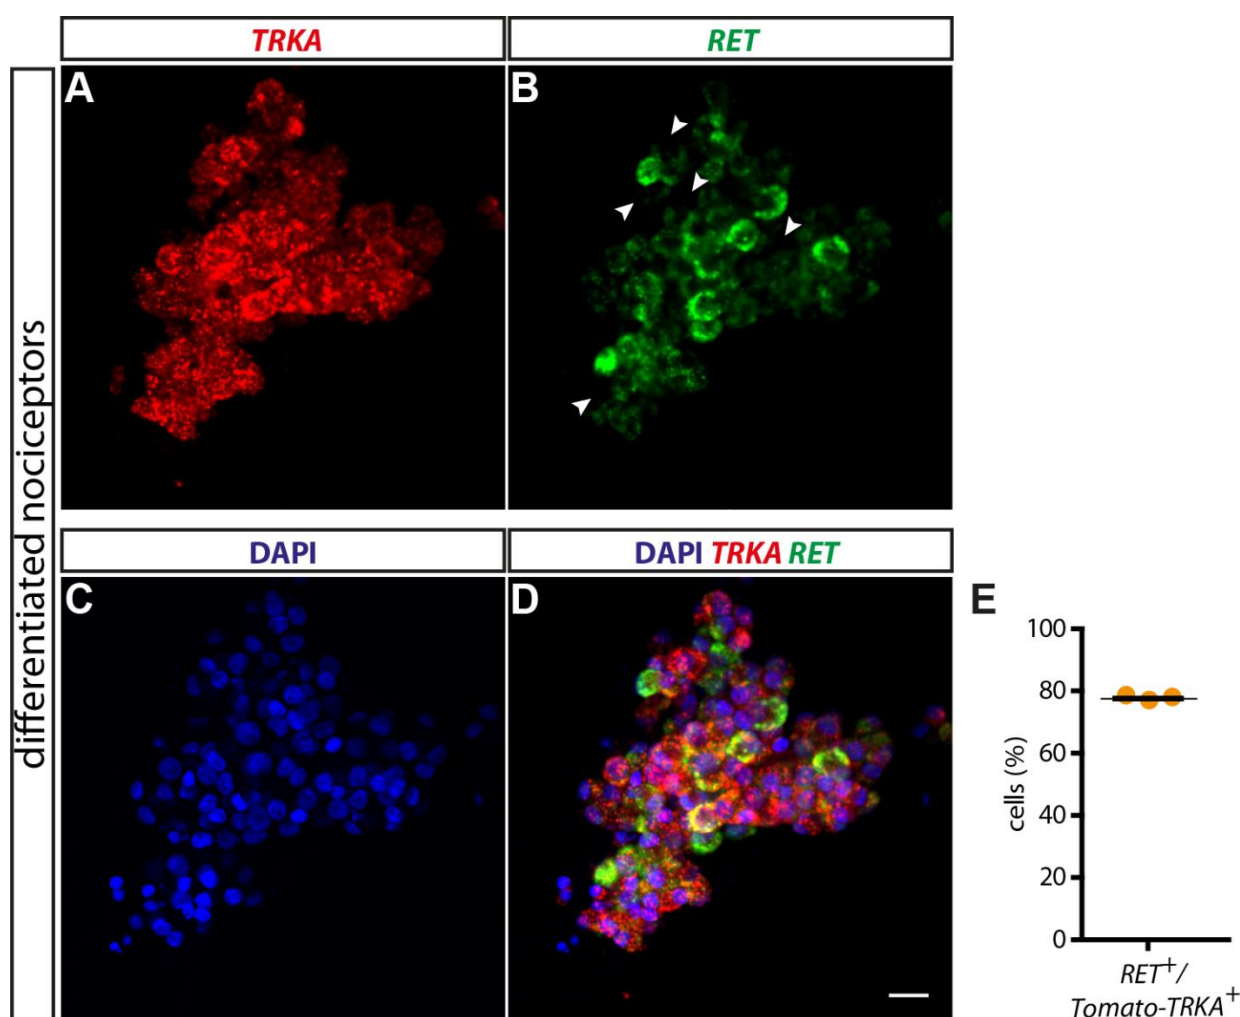 TRKA
RET
A
B
differentiated nociceptors
DAPI
DAPI TRKA RET
C
D
E
100
80
60
40
20
0
cells (%)
RET+/
Tomato-TRKA+